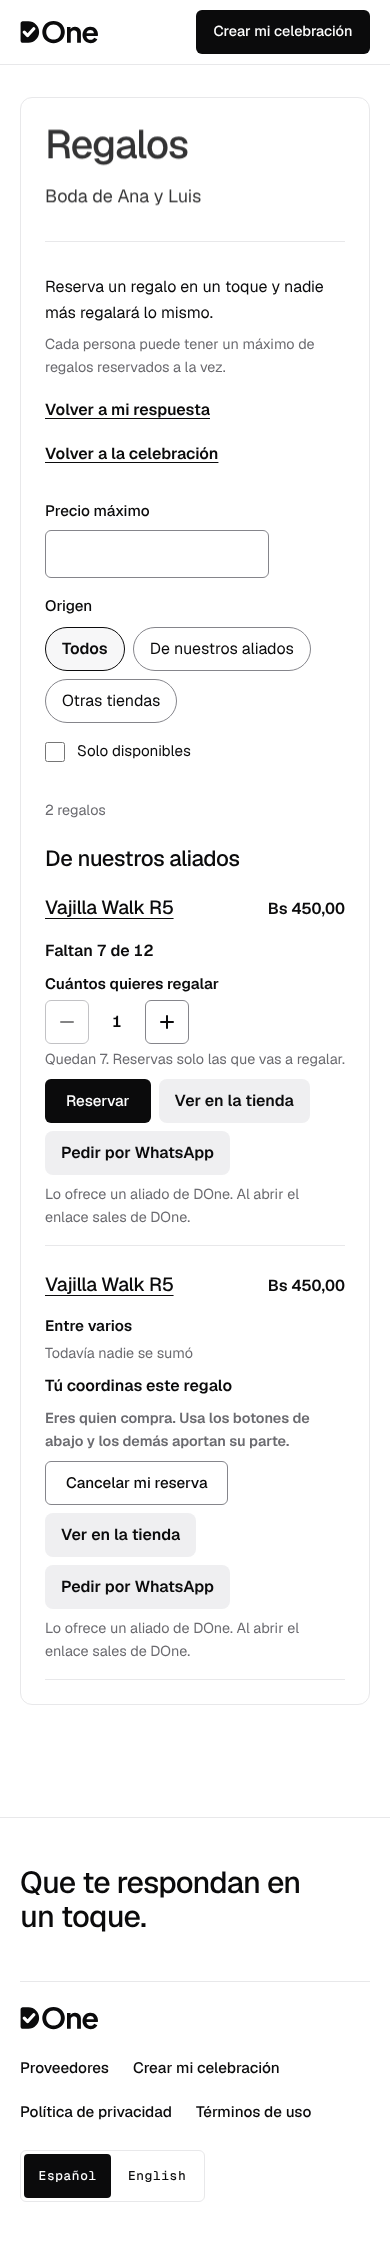 DOne
Crear mi celebración
Regalos
Boda de Ana y Luis
Reserva un regalo en un toque y nadie
más regalará lo mismo.
Cada persona puede tener un máximo de
regalos reservados a la vez.
Volver a mi respuesta
Volver a la celebración
Precio máximo
Origen
Todos
De nuestros aliados
Otras tiendas
Solo disponibles
2 regalos
De nuestros aliados
Vajilla Walk R5
Bs 450,00
Faltan 7 de 12
Cuántos quieres regalar
− 1 +
Quedan 7. Reservas solo las que vas a regalar.
Reservar
Ver en la tienda
Pedir por WhatsApp
Lo ofrece un aliado de DOne. Al abrir el
enlace sales de DOne.
Vajilla Walk R5
Bs 450,00
Entre varios
Todavía nadie se sumó
Tú coordinas este regalo
Eres quien compra. Usa los botones de
abajo y los demás aportan su parte.
Cancelar mi reserva
Ver en la tienda
Pedir por WhatsApp
Lo ofrece un aliado de DOne. Al abrir el
enlace sales de DOne.
Que te respondan en
un toque.
DOne
Proveedores
Crear mi celebración
Política de privacidad
Términos de uso
Español
English